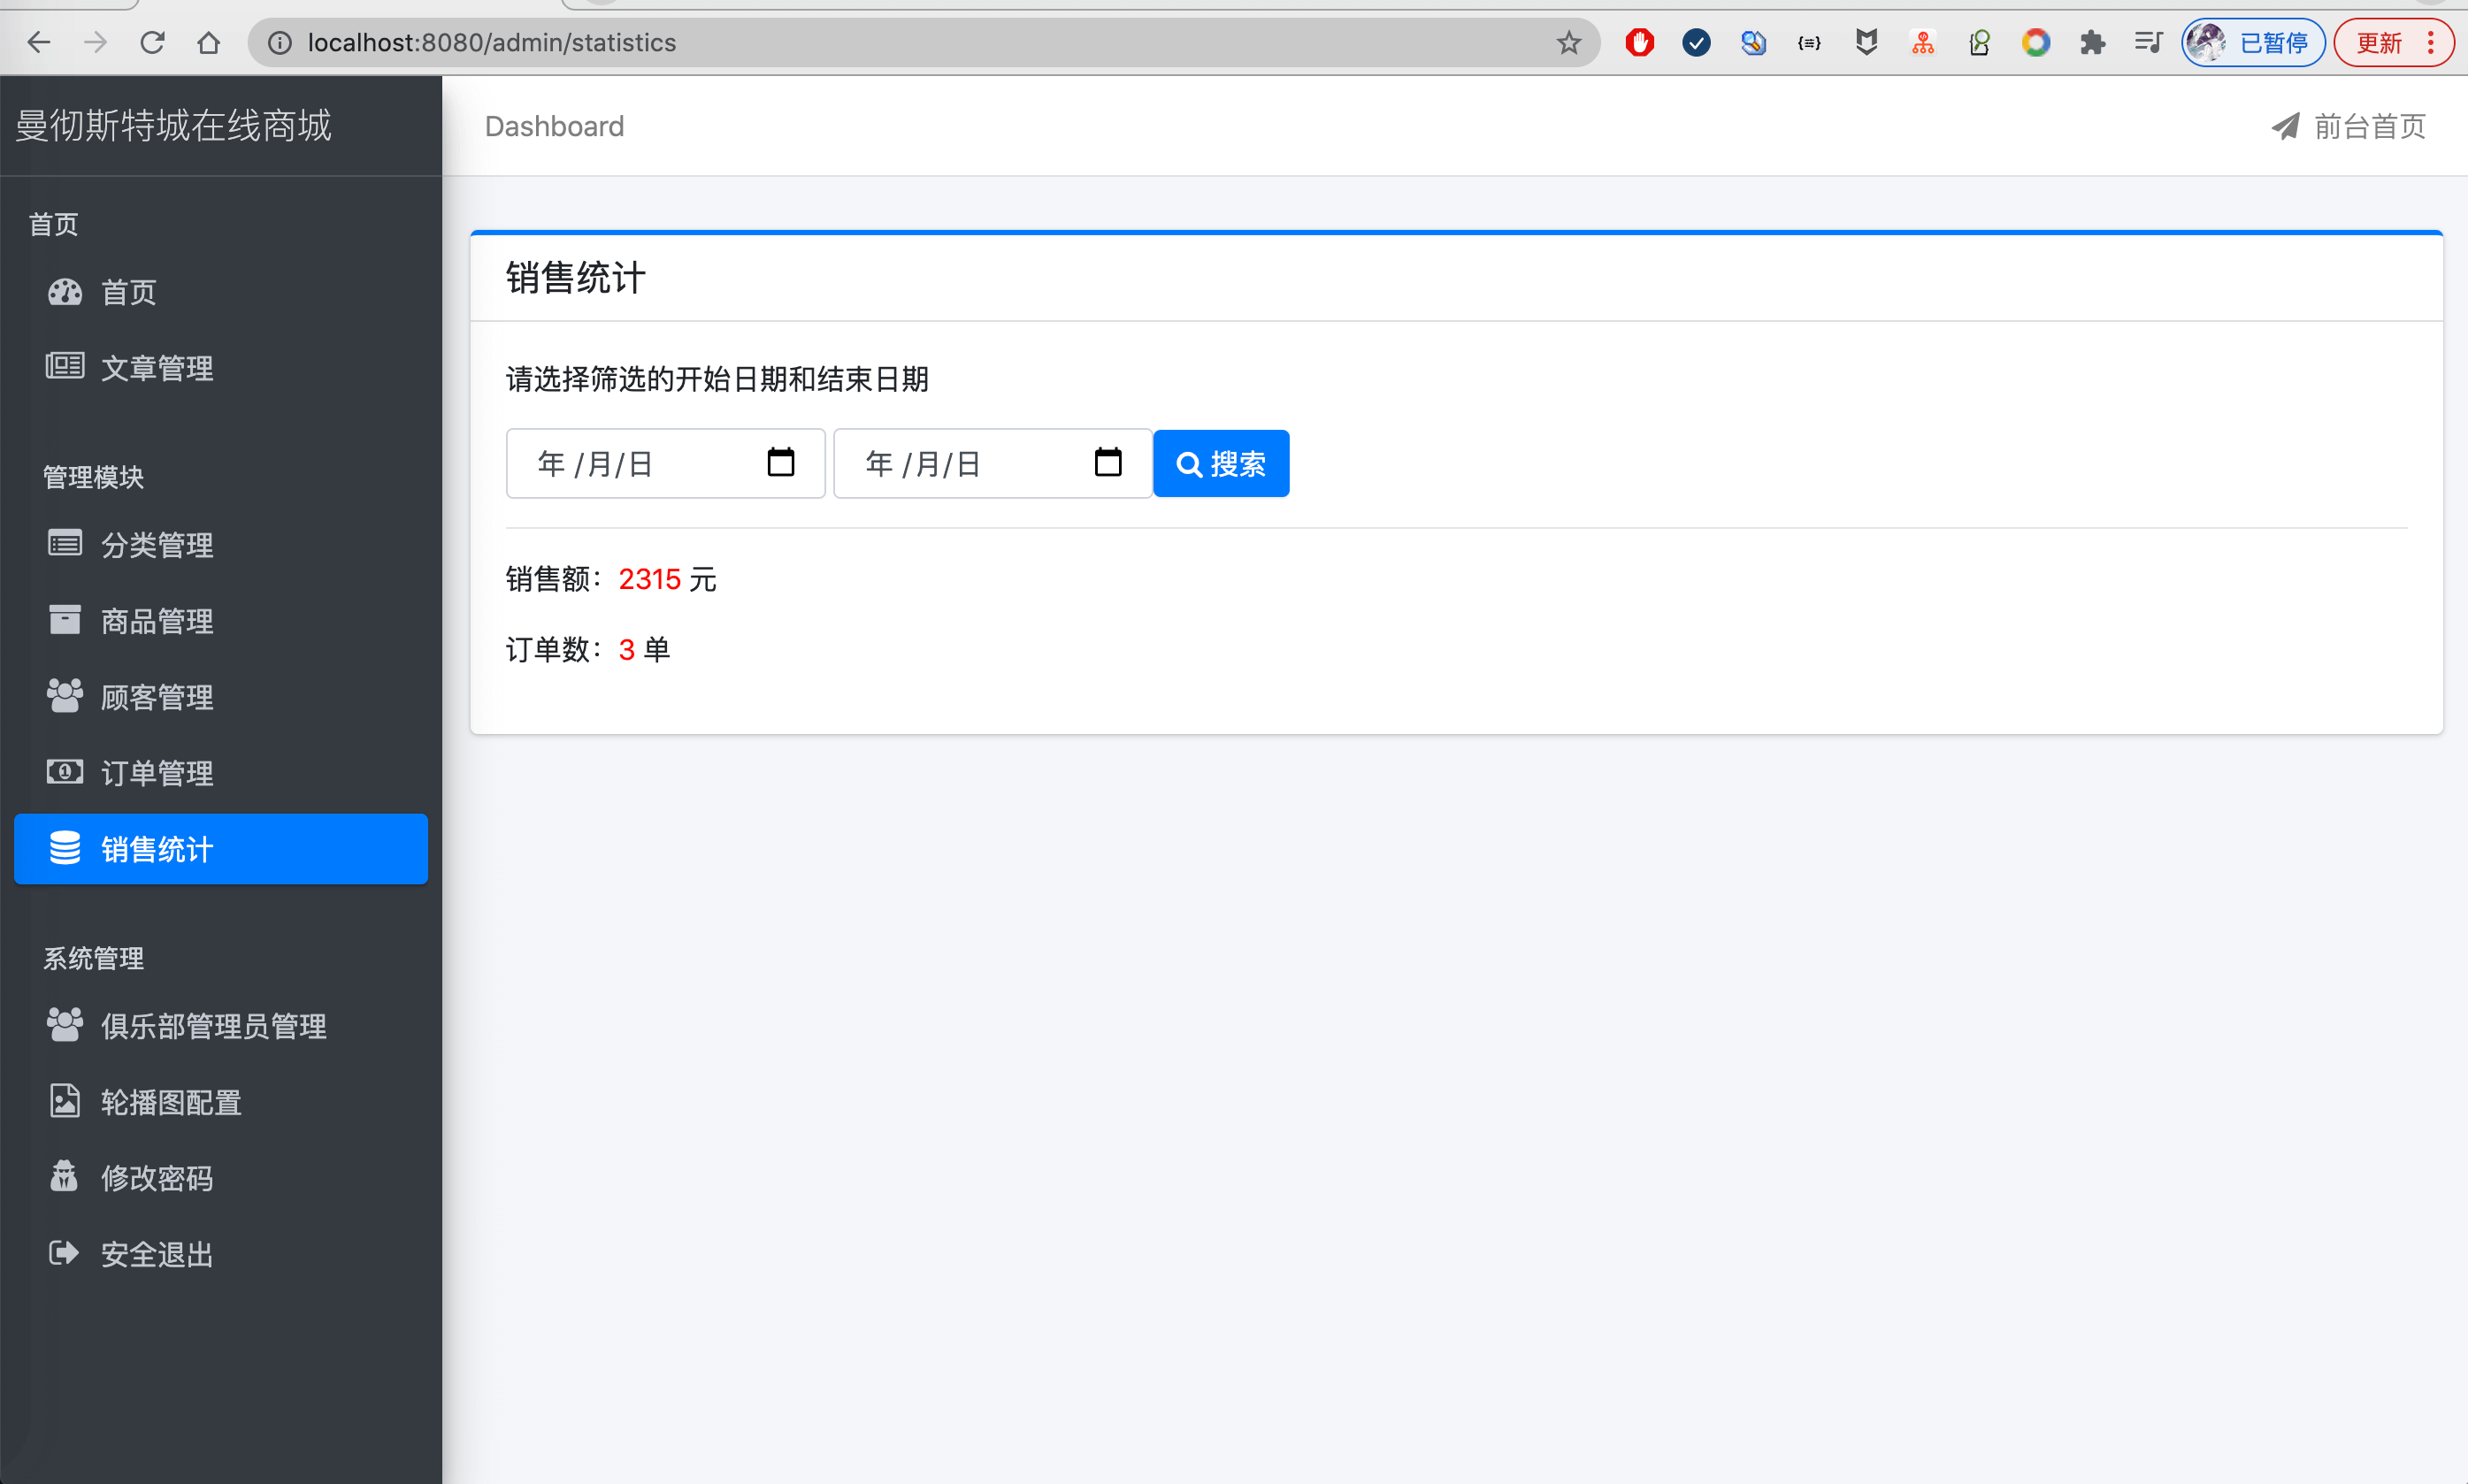 localhost:8080/admin/statistics
已暂停
更新
曼彻斯特城在线商城
Dashboard
前台首页
首页
首页
文章管理
管理模块
分类管理
商品管理
顾客管理
订单管理
销售统计
系统管理
俱乐部管理员管理
轮播图配置
修改密码
安全退出
销售统计
请选择筛选的开始日期和结束日期
年 /月/日
年 /月/日
搜索
销售额：2315 元
订单数：3 单